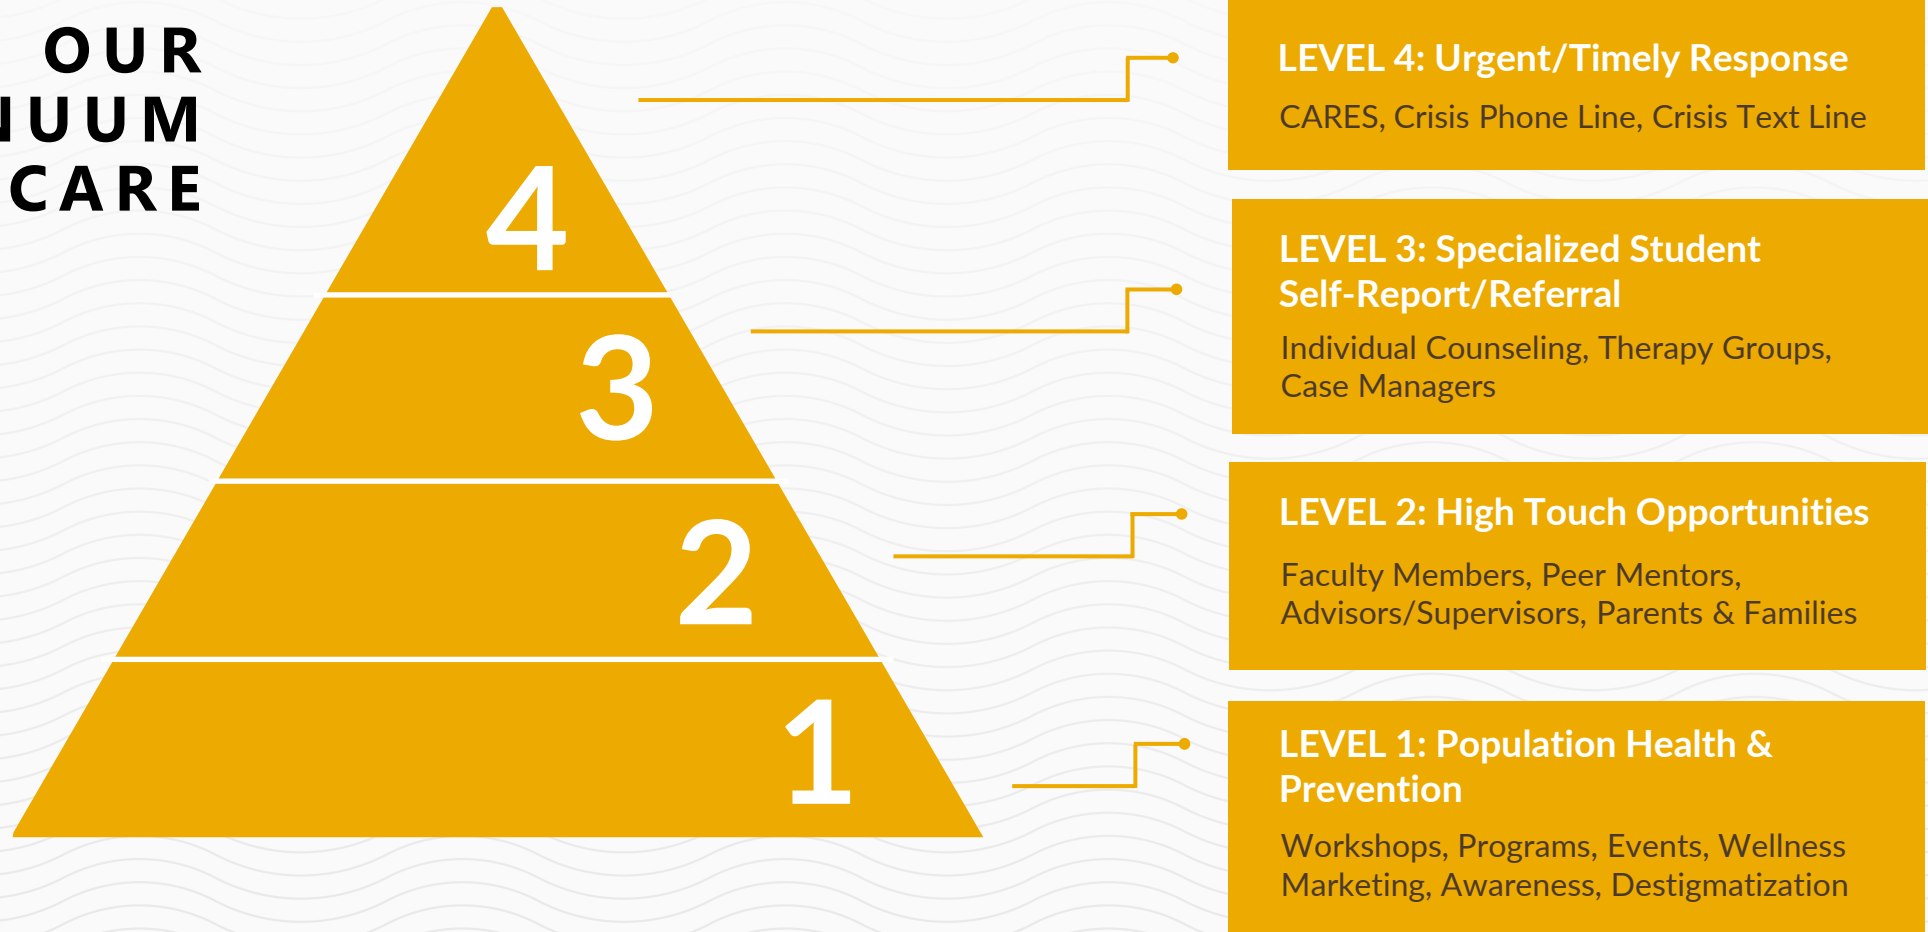 OUR
NUUM
CARE
4
3
2
1
LEVEL 4: Urgent/Timely Response
CARES, Crisis Phone Line, Crisis Text Line
LEVEL 3: Specialized Student
Self-Report/Referral
Individual Counseling, Therapy Groups,
Case Managers
LEVEL 2: High Touch Opportunities
Faculty Members, Peer Mentors,
Advisors/Supervisors, Parents & Families
LEVEL 1: Population Health &
Prevention
Workshops, Programs, Events, Wellness
Marketing, Awareness, Destigmatization